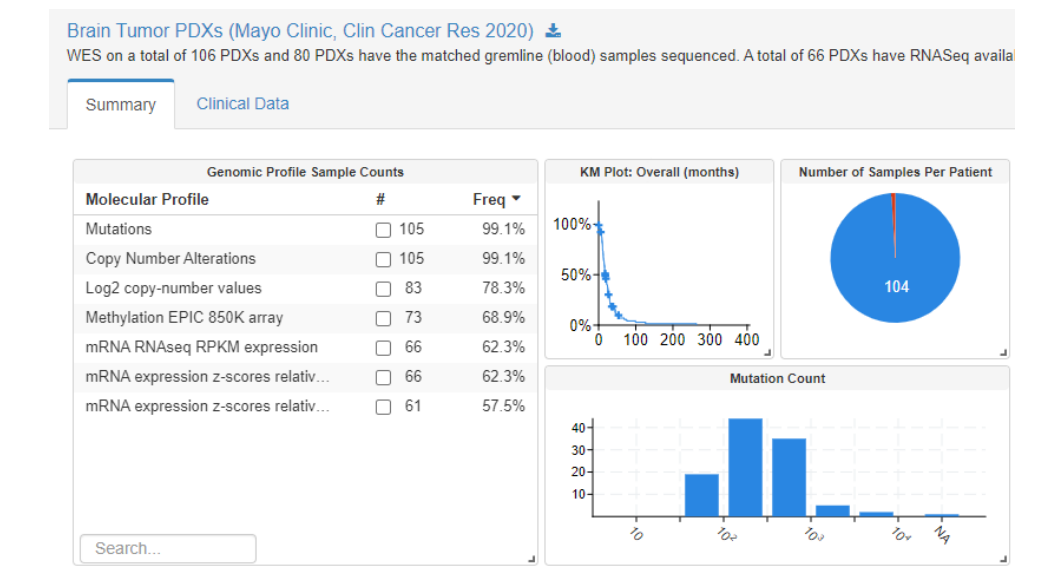 Brain Tumor PDXs (Mayo Clinic, Clin Cancer Res 2020)
WES on a total of 106 PDXs and 80 PDXs have the matched gremline (blood) samples sequenced. A total of 66 PDXs have RNASeq availa
Summary Clinical Data
Genomic Profile Sample Counts
Molecular Profile # Freq
Mutations 105 99.1%
Copy Number Alterations 105 99.1%
Log2 copy-number values 83 78.3%
Methylation EPIC 850K array 73 68.9%
mRNA RNAseq RPKM expression 66 62.3%
mRNA expression z-scores relativ... 66 62.3%
mRNA expression z-scores relativ... 61 57.5%
Search...
KM Plot: Overall (months)
100%
50%
0%
0 100 200 300 400
Number of Samples Per Patient
104
Mutation Count
40
30
20
10
10 10² 10³ 10⁴ NA